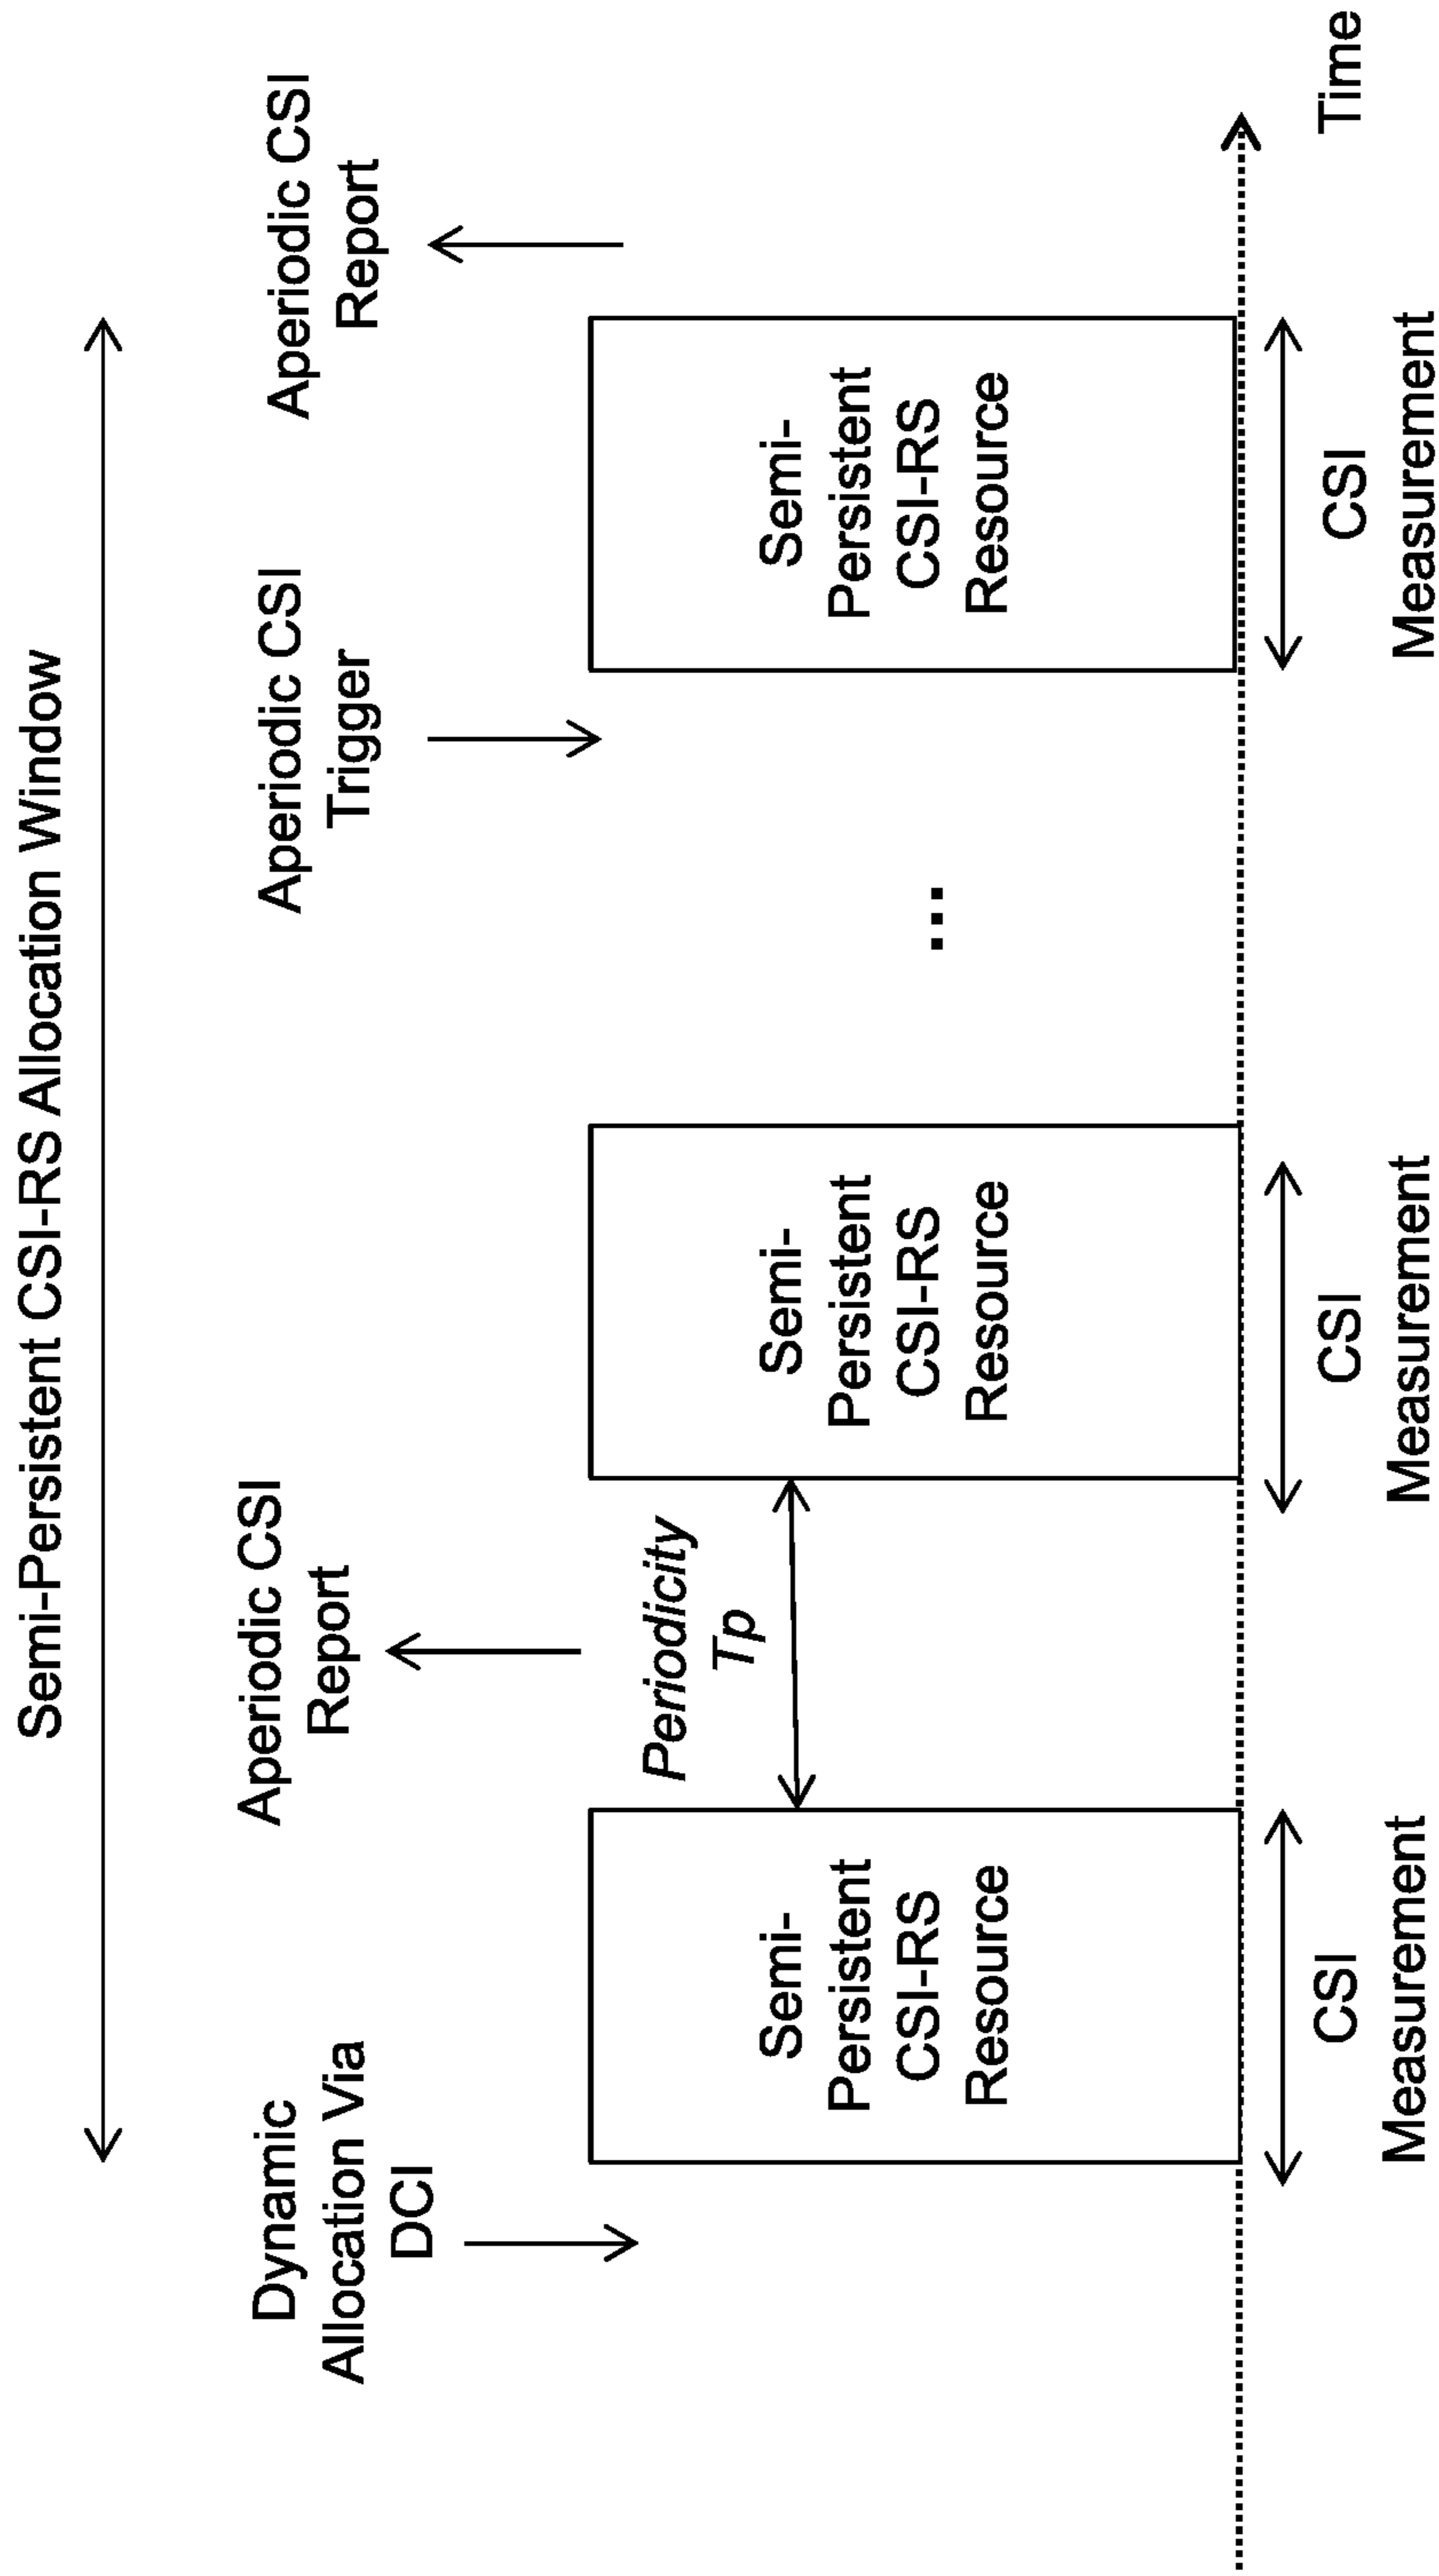 Semi-Persistent CSI-RS Allocation Window
Dynamic
Allocation Via
DCI
Aperiodic CSI
Report
Aperiodic CSI
Trigger
Aperiodic CSI
Report
Periodicity
Tp
Semi-
Persistent
CSI-RS
Resource
Semi-
Persistent
CSI-RS
Resource
...
Semi-
Persistent
CSI-RS
Resource
Time
CSI
Measurement
CSI
Measurement
CSI
Measurement